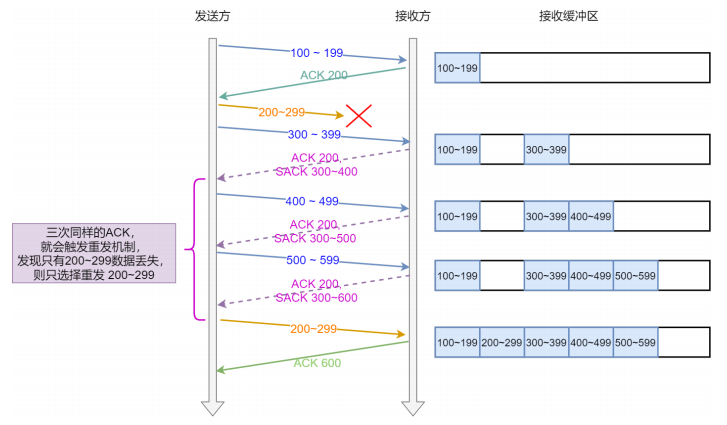 发送方
接收方
接收缓冲区
100 ~ 199
100~199
ACK 200
200~299
300 ~ 399
100~199
300~399
ACK 200,
SACK 300~400
400 ~ 499
100~199
300~399
400~499
ACK 200,
SACK 300~500
三次同样的ACK，
就会触发重发机制，
发现只有200~299数据丢失，
则只选择重发 200~299
500 ~ 599
100~199
300~399
400~499
500~599
ACK 200,
SACK 300~600
200~299
100~199
200~299
300~399
400~499
500~599
ACK 600